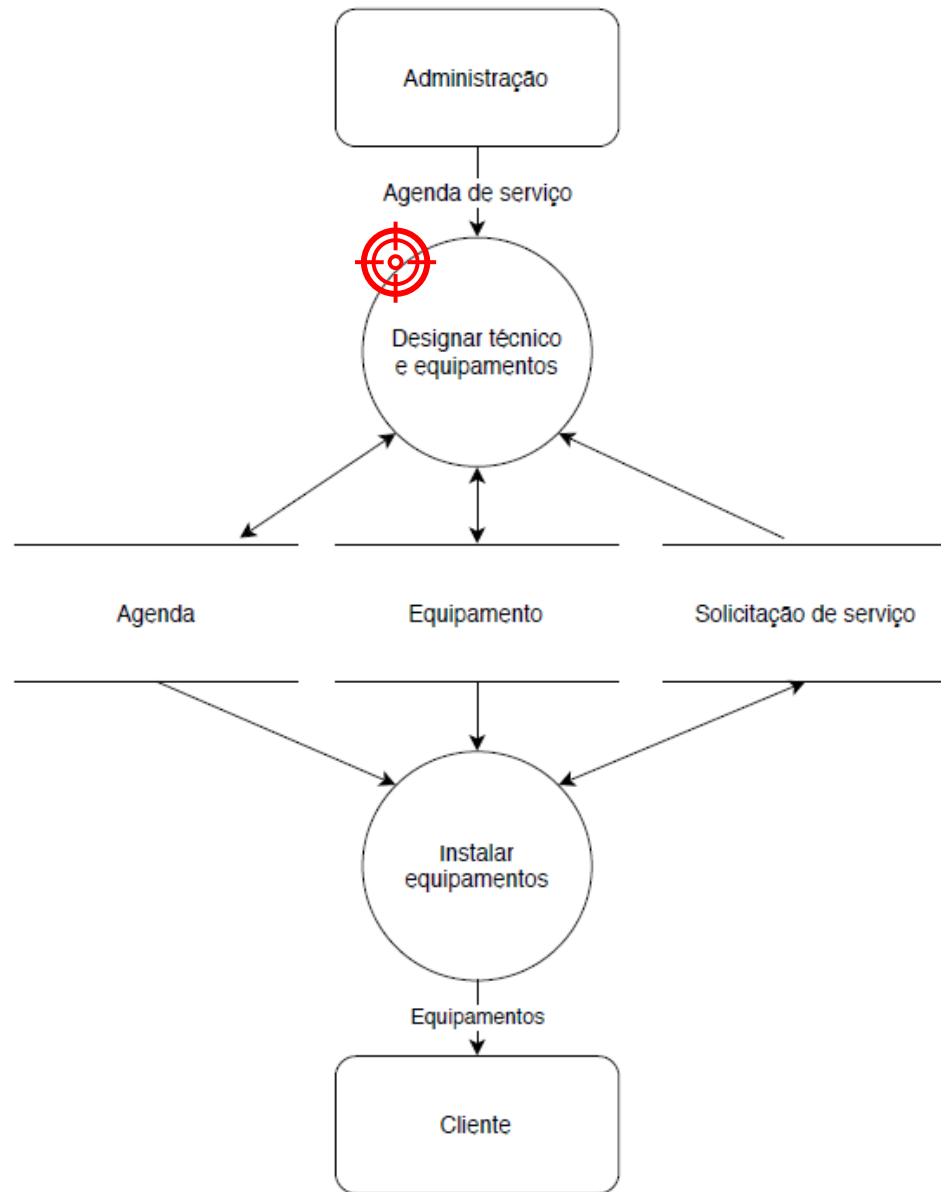 Administração
Agenda de serviço
Designar técnico
e equipamentos
Agenda
Equipamento
Solicitação de serviço
Instalar
equipamentos
Equipamentos
Cliente